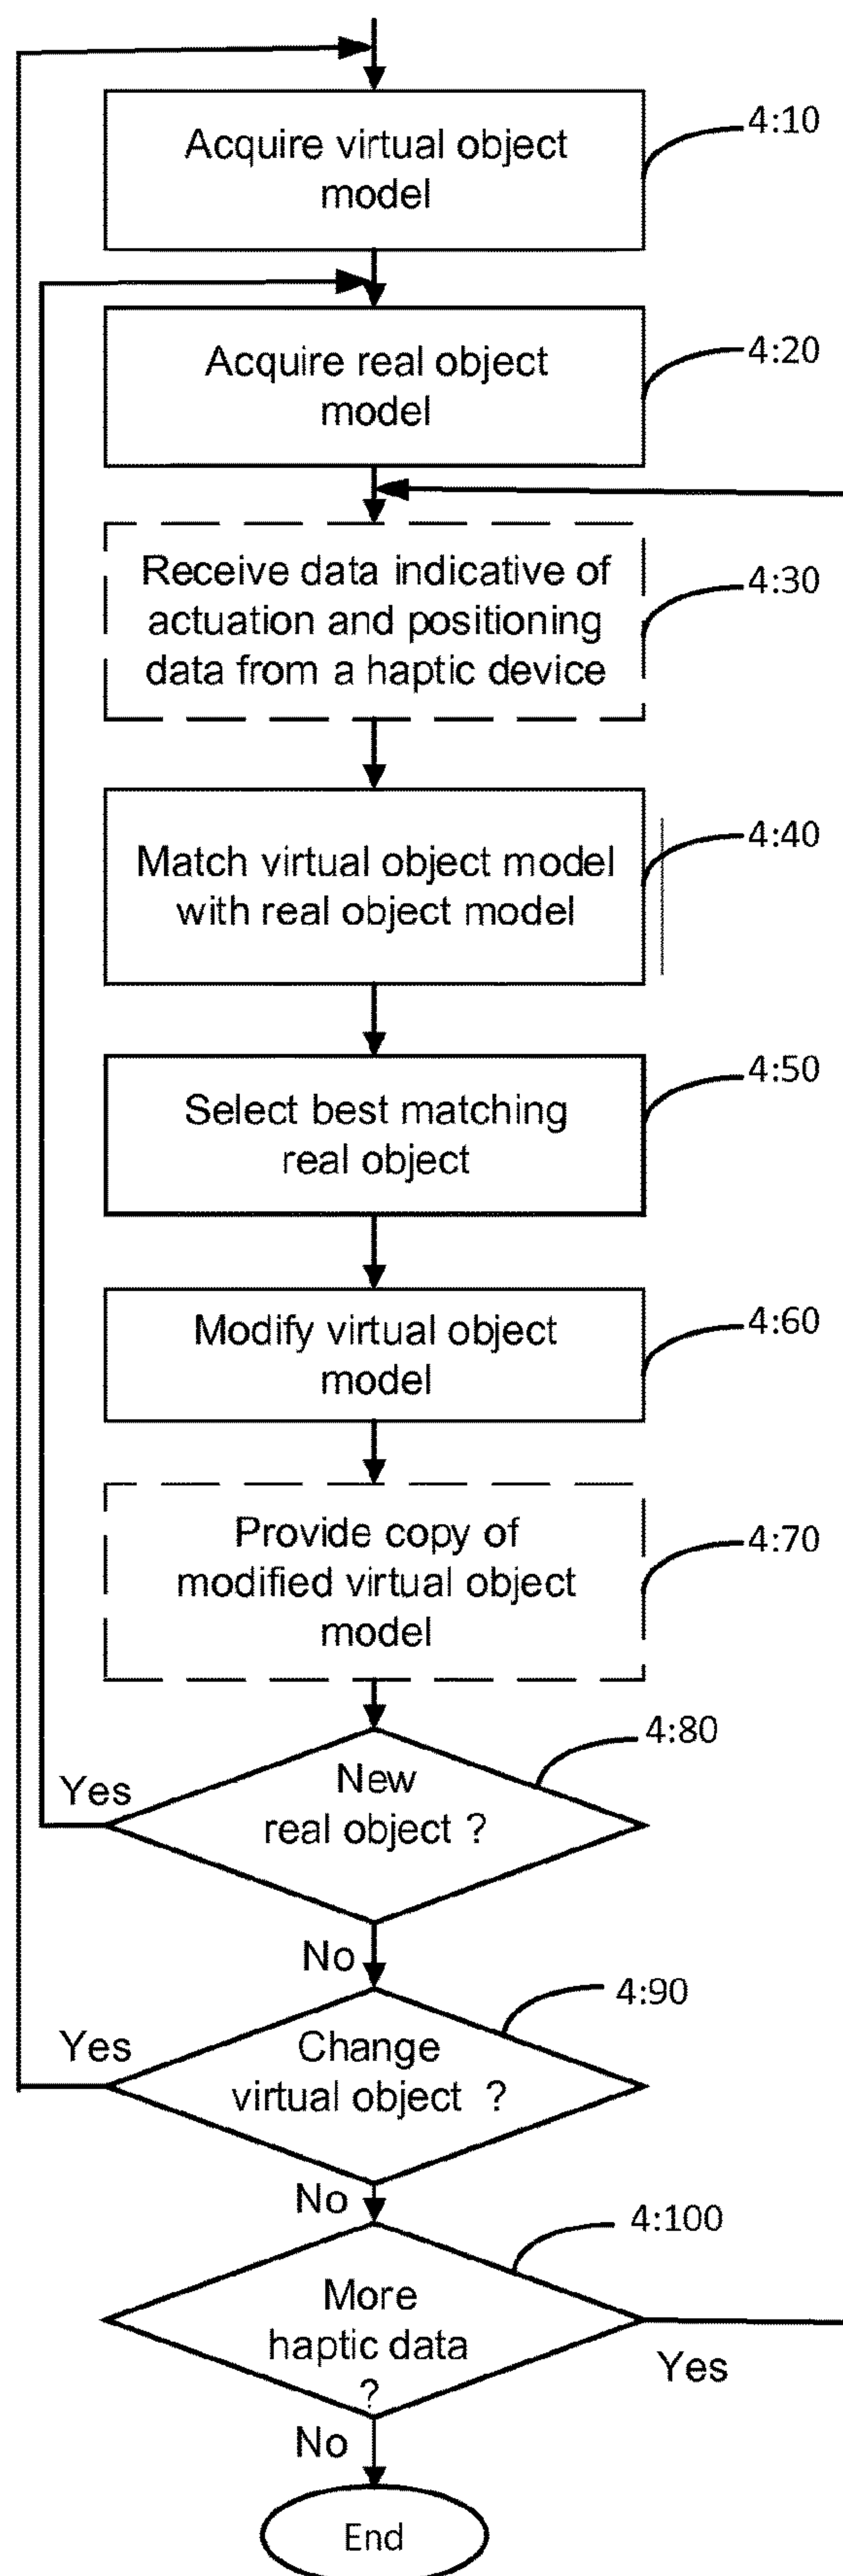 Acquire virtual object
model
4:10
Acquire real object
model
4:20
Receive data indicative of
actuation and positioning
data from a haptic device
4:30
Match virtual object model
with real object model
4:40
Select best matching
real object
4:50
Modify virtual object
model
4:60
Provide copy of
modified virtual object
model
4:70
New
real object ?
4:80
Yes
No
Change
virtual object ?
4:90
Yes
No
More
haptic data
?
4:100
Yes
No
End